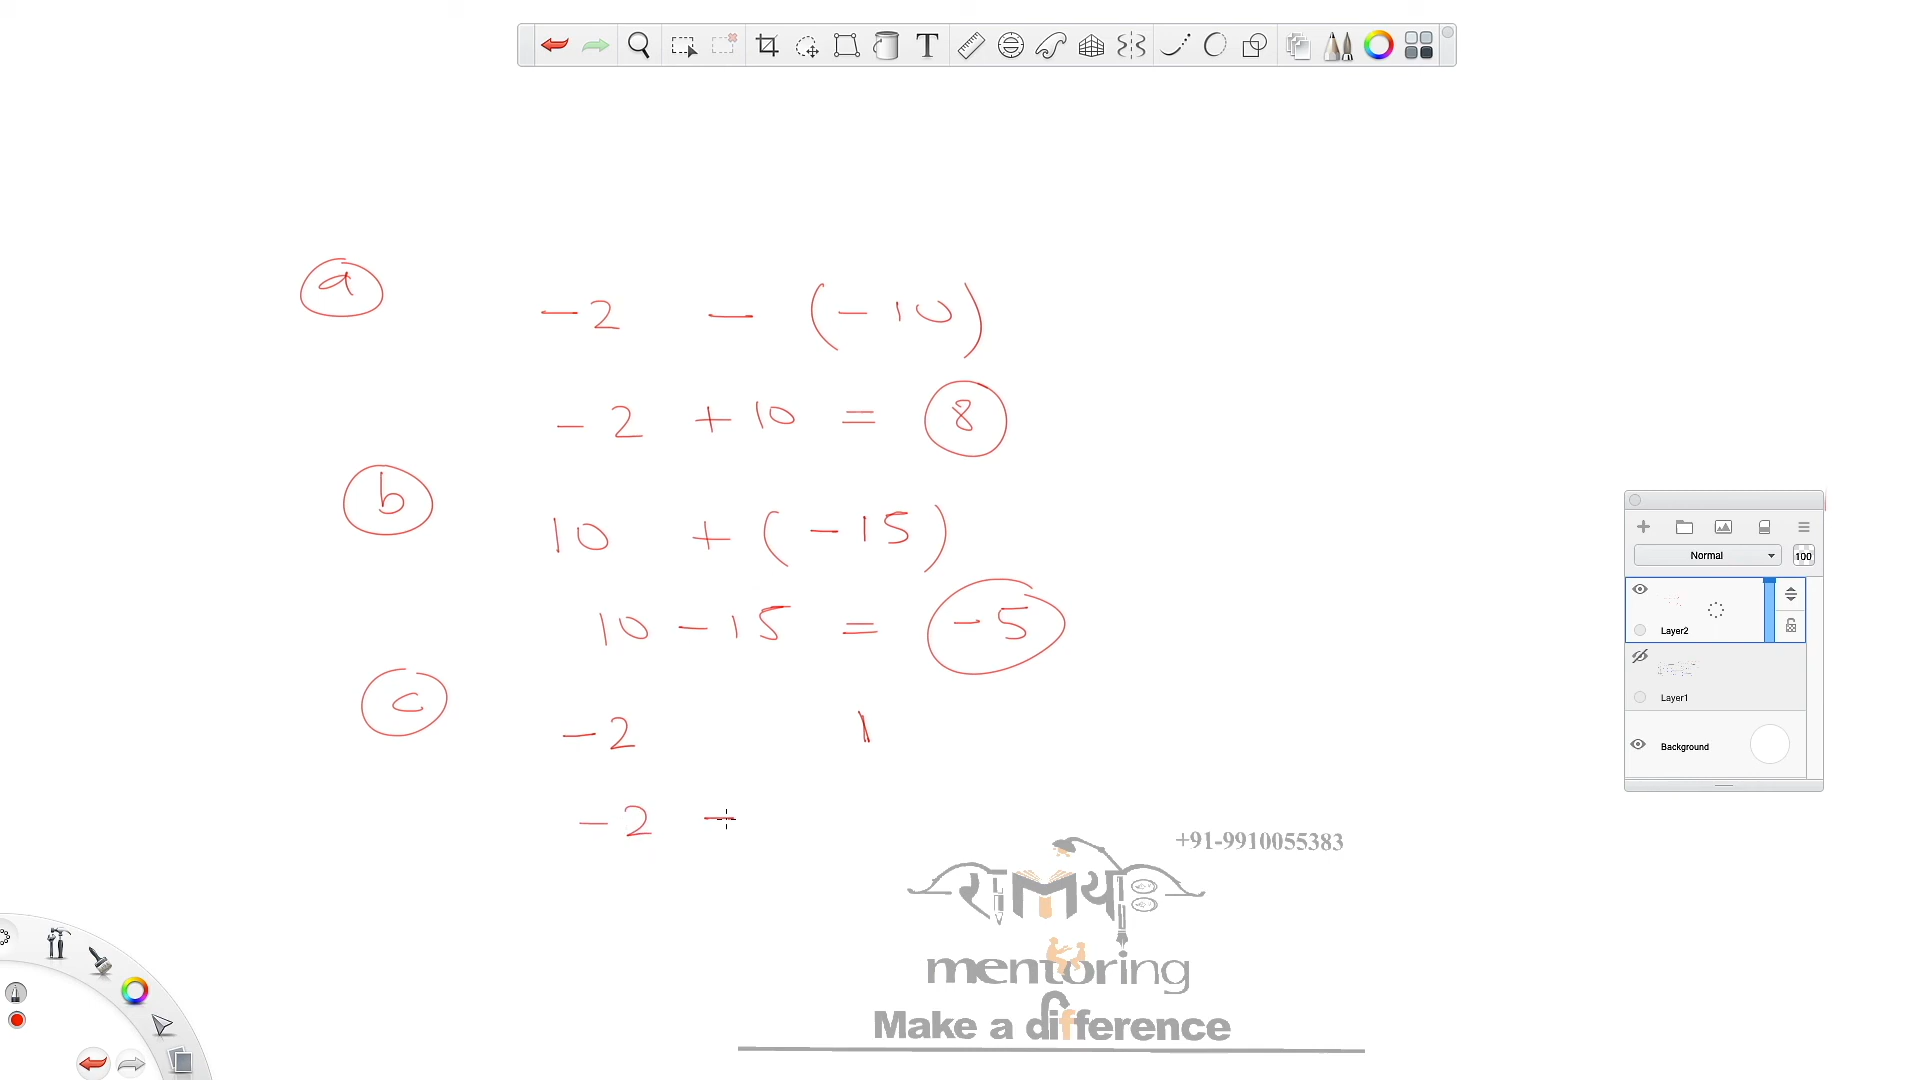 T
a
-2 - (-10)
-2 +10 = 8
b
10 + (-15)
10 - 15 = -5
c
-2 1
-2 -
Normal
100
Layer2
Layer1
Background
+91-9910055383
mentoring
Make a difference